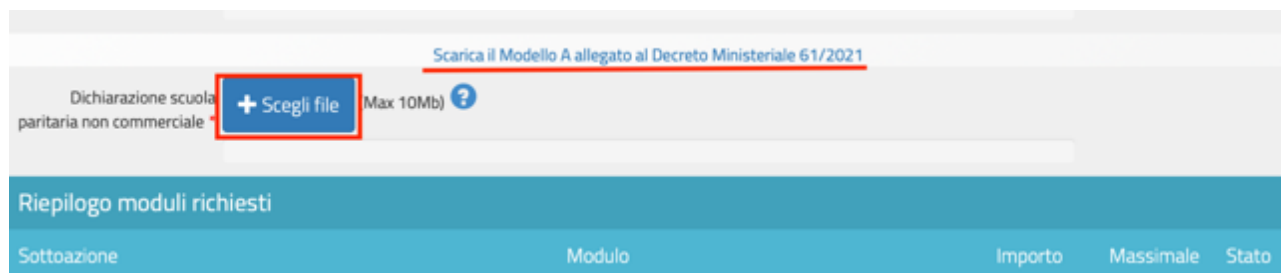 Scarica il Modello A allegato al Decreto Ministeriale 61/2021
Dichiarazione scuola
paritaria non commerciale *
+ Scegli file
Max 10Mb) ?
Riepilogo moduli richiesti
Sottoazione Modulo Importo Massimale Stato